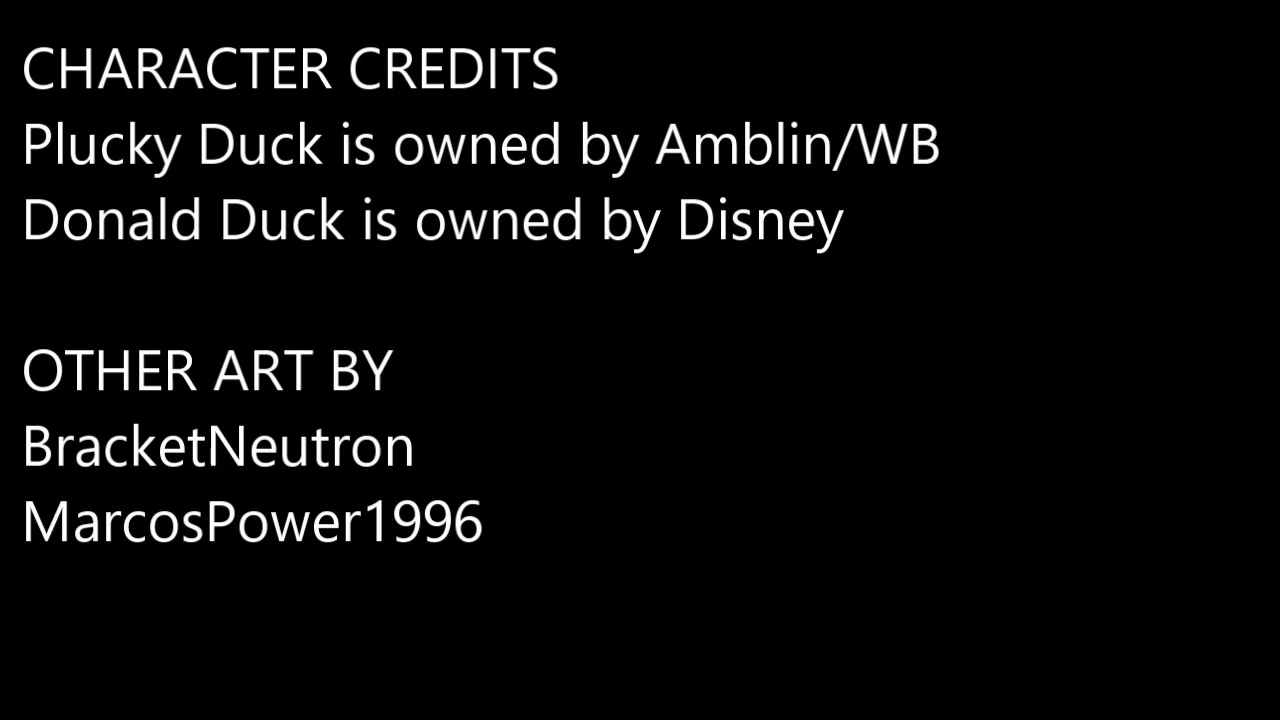 CHARACTER CREDITS
Plucky Duck is owned by Amblin/WB
Donald Duck is owned by Disney
OTHER ART BY
BracketNeutron
MarcosPower1996